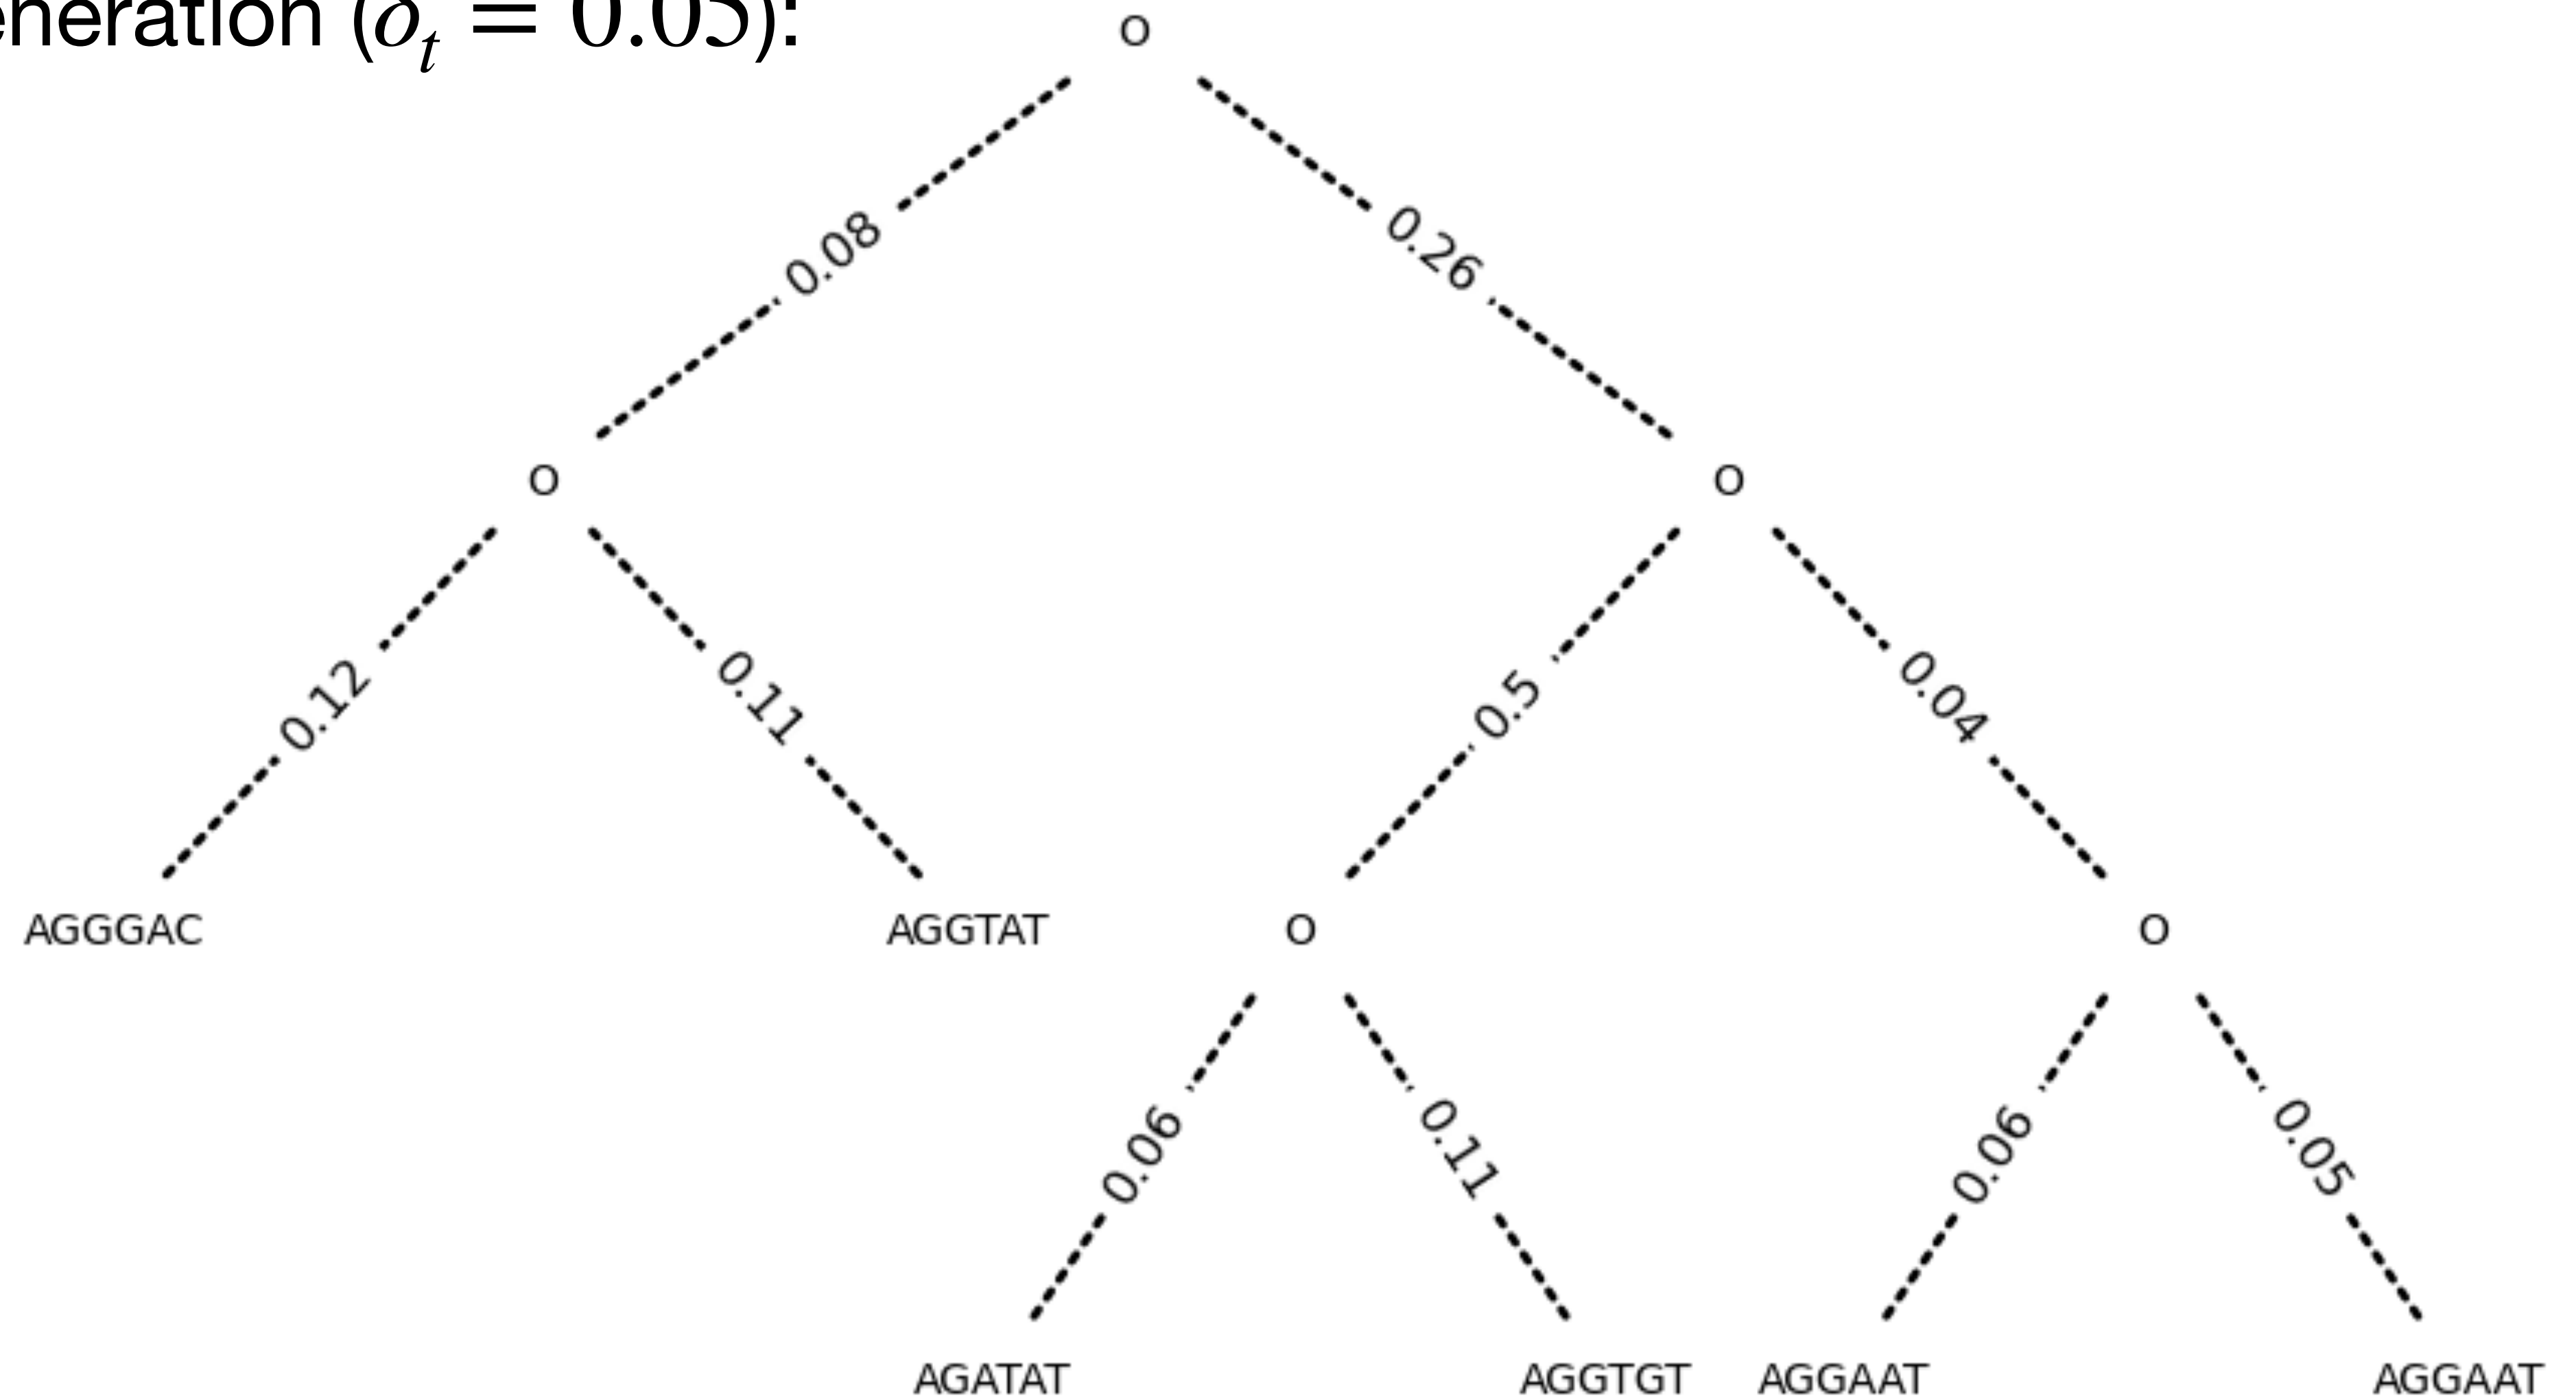 eneration (δt = 0.05):
O
0.08
0.26
O
O
0.12
0.11
0.5
0.04
AGGGAC
AGGTAT
O
O
0.06
0.11
0.06
0.05
AGATAT
AGGTGT
AGGAAT
AGGAAT